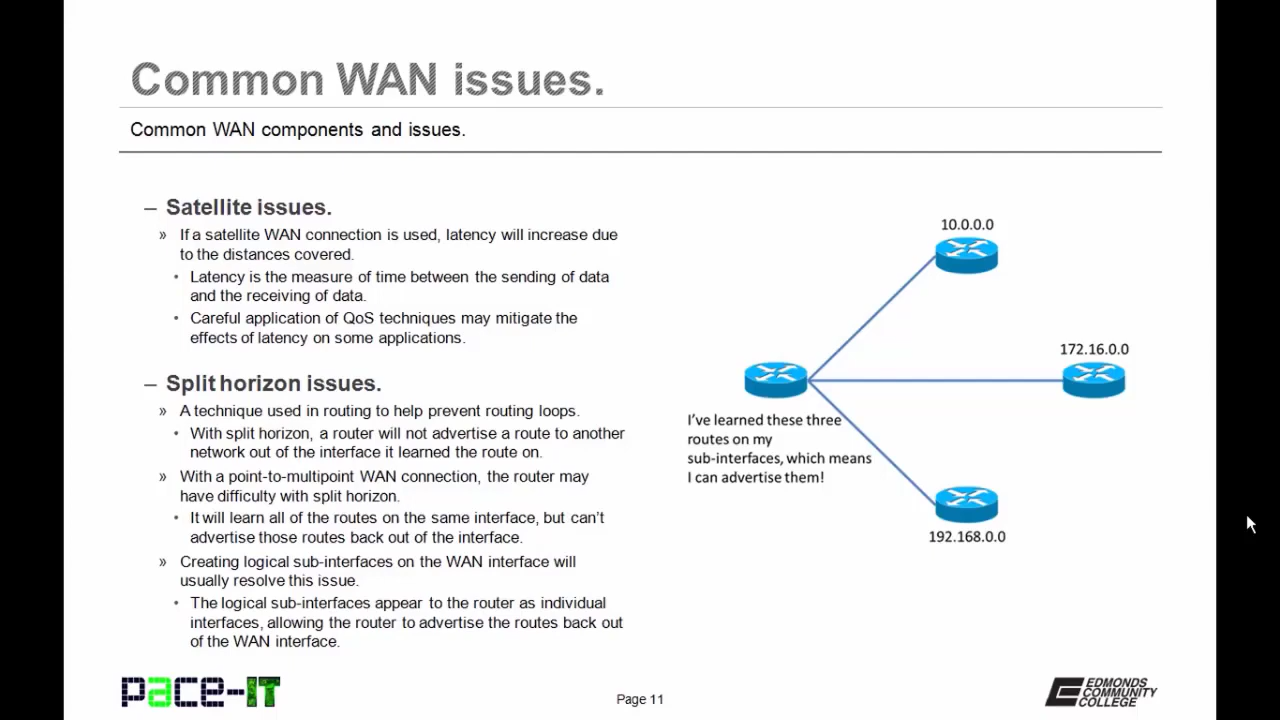 Common WAN issues.
Common WAN components and issues.
– Satellite issues.
» If a satellite WAN connection is used, latency will increase due
to the distances covered.
• Latency is the measure of time between the sending of data
and the receiving of data.
• Careful application of QoS techniques may mitigate the
effects of latency on some applications.
– Split horizon issues.
» A technique used in routing to help prevent routing loops.
• With split horizon, a router will not advertise a route to another
network out of the interface it learned the route on.
» With a point-to-multipoint WAN connection, the router may
have difficulty with split horizon.
• It will learn all of the routes on the same interface, but can't
advertise those routes back out of the interface.
» Creating logical sub-interfaces on the WAN interface will
usually resolve this issue.
• The logical sub-interfaces appear to the router as individual
interfaces, allowing the router to advertise the routes back out
of the WAN interface.
10.0.0.0
172.16.0.0
I've learned these three
routes on my
sub-interfaces, which means
I can advertise them!
192.168.0.0
pace-IT
Page 11
EDMONDS
COMMUNITY
COLLEGE